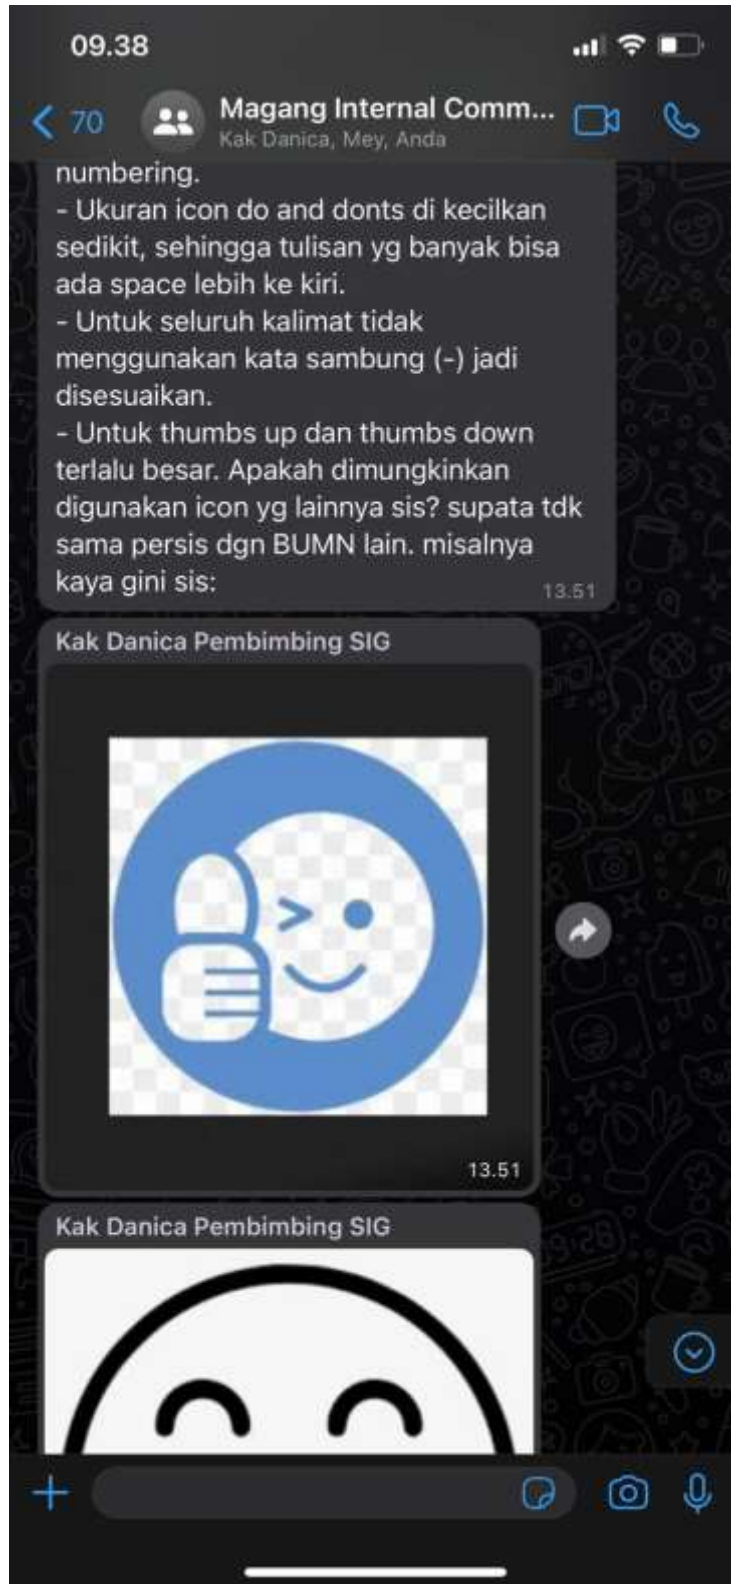 09.38
70
Magang Internal Comm...
Kak Danica, Mey, Anda
numbering.
- Ukuran icon do and donts di kecilkan
sedikit, sehingga tulisan yg banyak bisa
ada space lebih ke kiri.
- Untuk seluruh kalimat tidak
menggunakan kata sambung (-) jadi
disesuaikan.
- Untuk thumbs up dan thumbs down
terlalu besar. Apakah dimungkinkan
digunakan icon yg lainnya sis? supata tdk
sama persis dgn BUMN lain. misalnya
kaya gini sis:
13.51
Kak Danica Pembimbing SIG
13.51
Kak Danica Pembimbing SIG